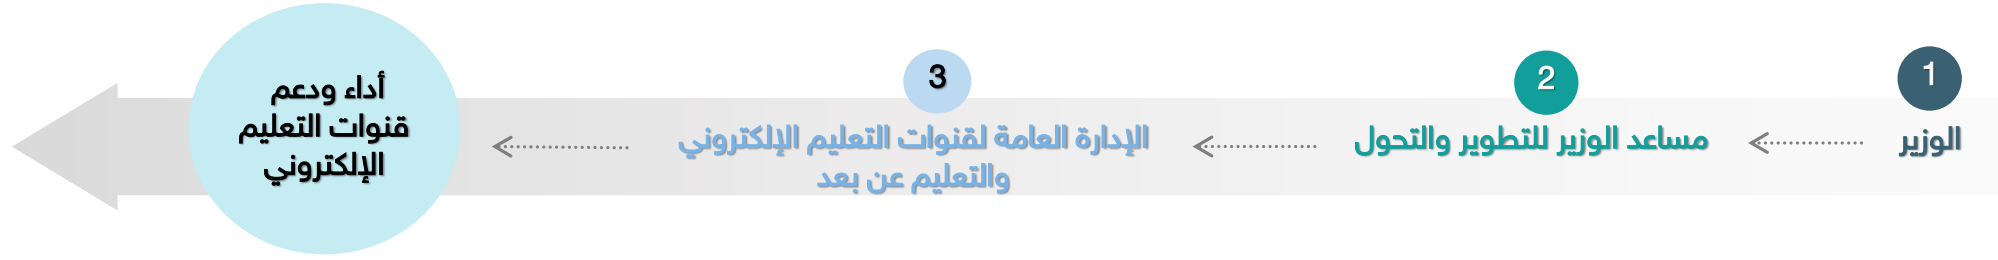 1
الوزير
2
مساعد الوزير للتطوير والتحول
3
الإدارة العامة لقنوات التعليم الإلكتروني
والتعليم عن بعد
أداء ودعم
قنوات التعليم
الإلكتروني